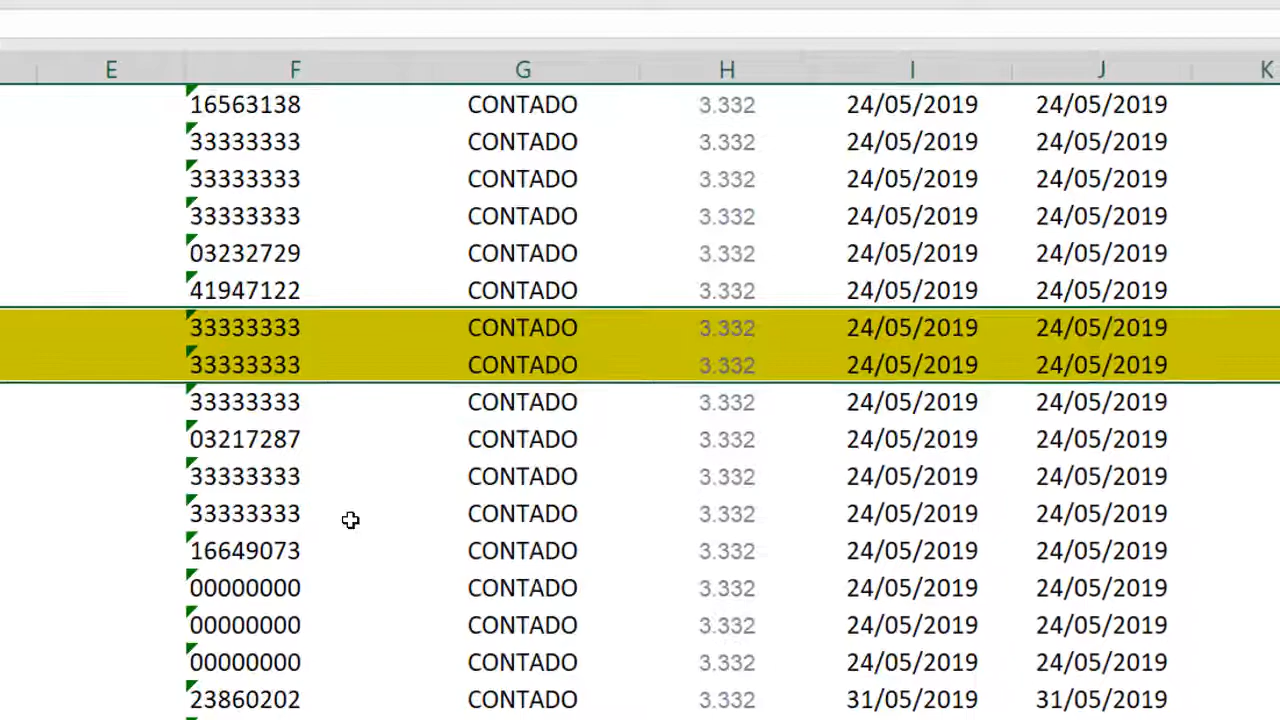 E F G H I J K
16563138 CONTADO 3.332 24/05/2019 24/05/2019
33333333 CONTADO 3.332 24/05/2019 24/05/2019
33333333 CONTADO 3.332 24/05/2019 24/05/2019
33333333 CONTADO 3.332 24/05/2019 24/05/2019
03232729 CONTADO 3.332 24/05/2019 24/05/2019
41947122 CONTADO 3.332 24/05/2019 24/05/2019
33333333 CONTADO 3.332 24/05/2019 24/05/2019
33333333 CONTADO 3.332 24/05/2019 24/05/2019
33333333 CONTADO 3.332 24/05/2019 24/05/2019
03217287 CONTADO 3.332 24/05/2019 24/05/2019
33333333 CONTADO 3.332 24/05/2019 24/05/2019
33333333 CONTADO 3.332 24/05/2019 24/05/2019
16649073 CONTADO 3.332 24/05/2019 24/05/2019
00000000 CONTADO 3.332 24/05/2019 24/05/2019
00000000 CONTADO 3.332 24/05/2019 24/05/2019
00000000 CONTADO 3.332 24/05/2019 24/05/2019
23860202 CONTADO 3.332 31/05/2019 31/05/2019